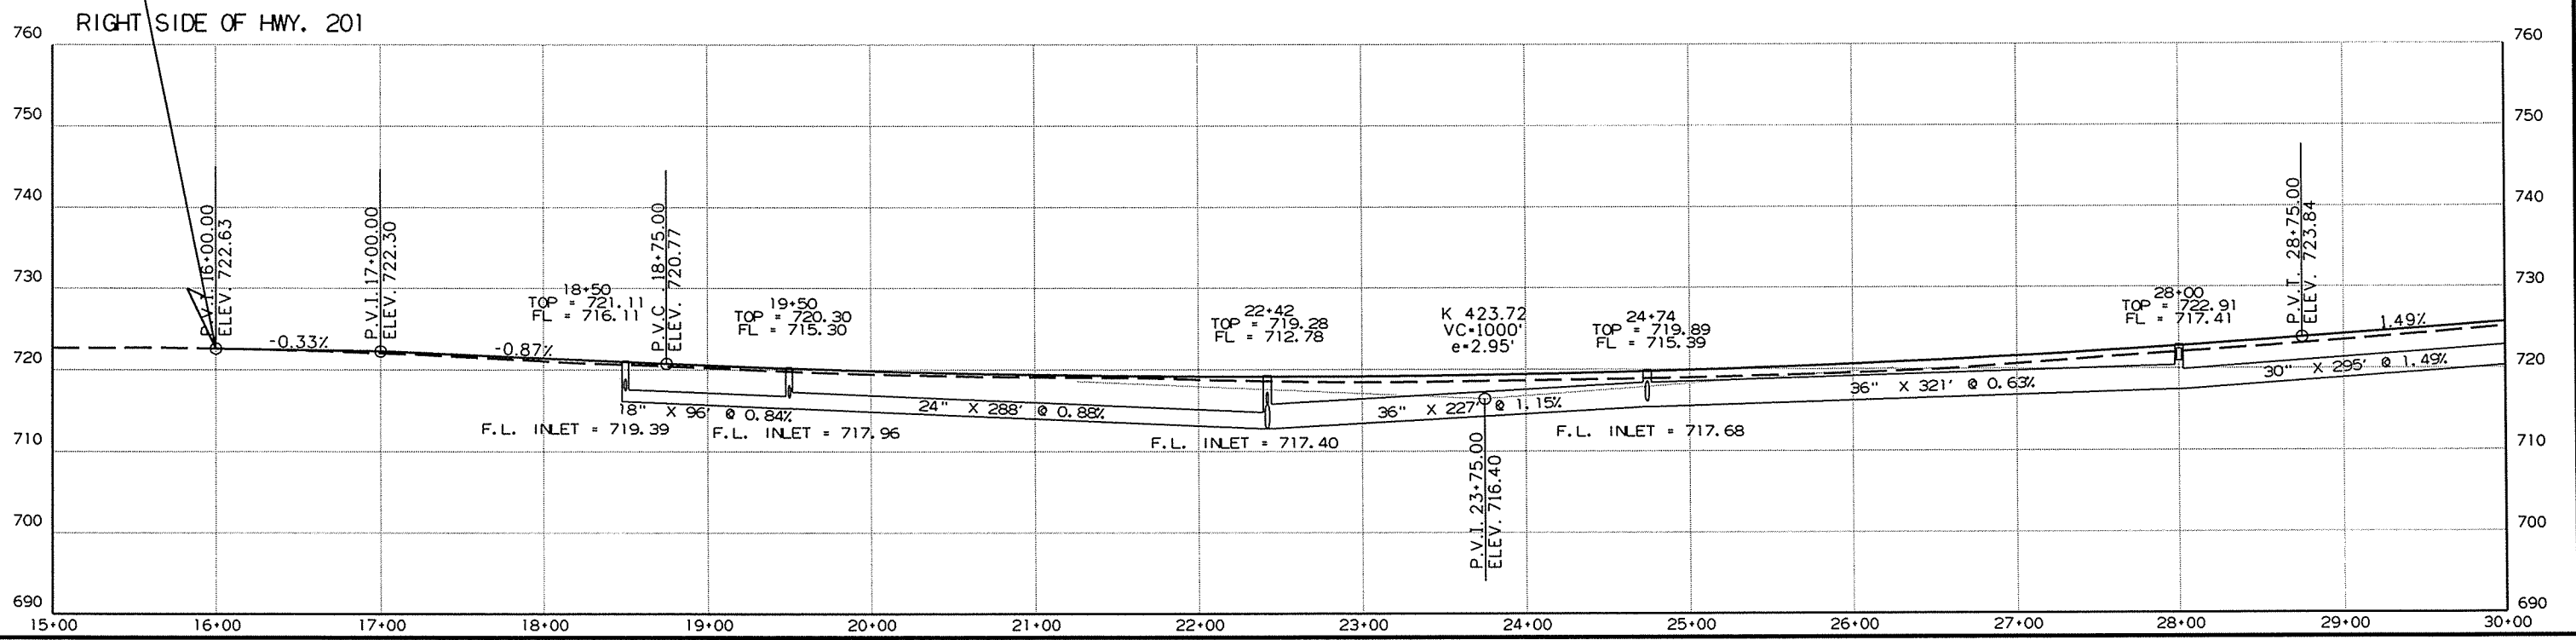 RIGHT SIDE OF HWY. 201
760
760
750
750
740
740
730
730
720
720
710
710
700
700
690
690
P.V.I. 16+00.00
ELEV. 722.63
-0.33%
P.V.I. 17+00.00
ELEV. 722.30
-0.87%
18+50
TOP = 721.11
FL = 716.11
P.V.C. 18+75.00
ELEV. 720.77
19+50
TOP = 720.30
FL = 715.30
22+42
TOP = 719.28
FL = 712.78
K 423.72
VC=1000'
e=2.95'
24+74
TOP = 719.89
FL = 715.39
28+00
TOP = 722.91
FL = 717.41
P.V.T. 28+75.00
ELEV. 723.84
1.49%
18" X 96' @ 0.84%
24" X 288' @ 0.88%
36" X 227' @ 1.15%
36" X 321' @ 0.63%
30" X 295' @ 1.49%
F.L. INLET = 719.39
F.L. INLET = 717.96
F.L. INLET = 717.40
F.L. INLET = 717.68
P.V.I. 23+75.00
ELEV. 716.40
15+00 16+00 17+00 18+00 19+00 20+00 21+00 22+00 23+00 24+00 25+00 26+00 27+00 28+00 29+00 30+00